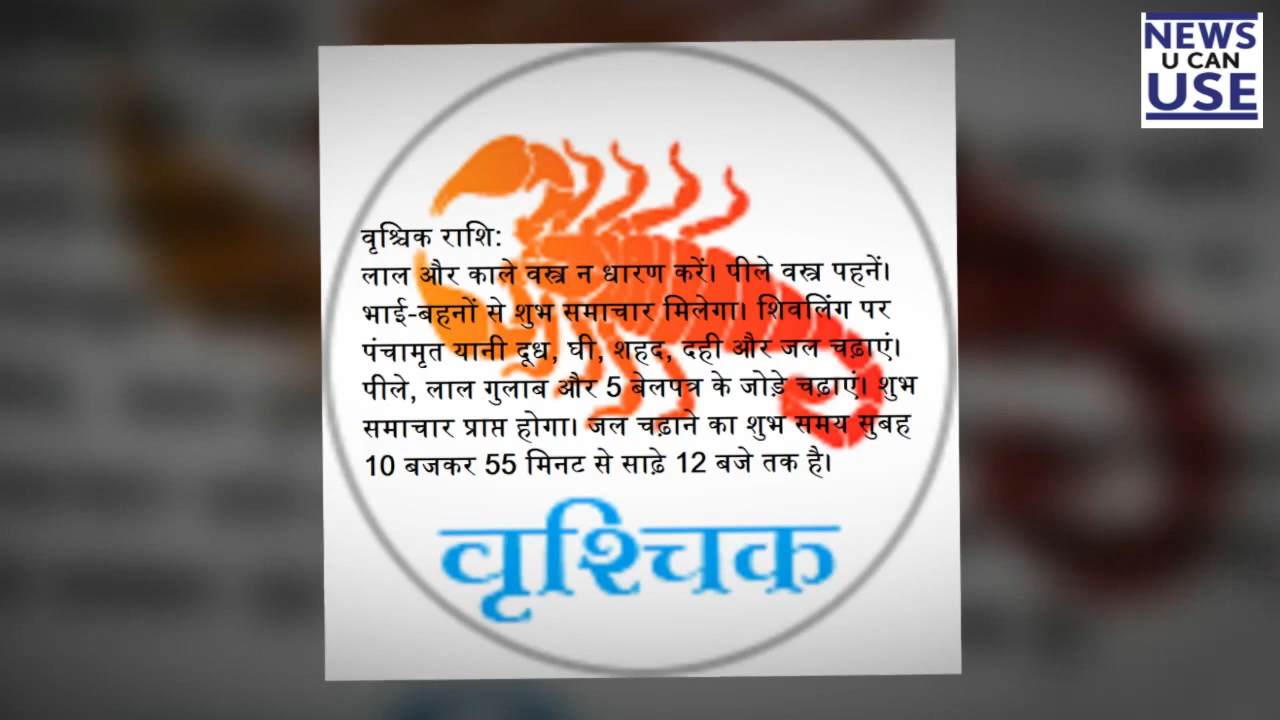 NEWS
U CAN
USE
वृश्चिक राशि:
लाल और काले वस्त्र न धारण करें। पीले वस्त्र पहनें।
भाई-बहनों से शुभ समाचार मिलेगा। शिवलिंग पर
पंचामृत यानी दूध, घी, शहद, दही और जल चढ़ाएं।
पीले, लाल गुलाब और 5 बेलपत्र के जोड़े चढ़ाएं। शुभ
समाचार प्राप्त होगा। जल चढ़ाने का शुभ समय सुबह
10 बजकर 55 मिनट से साढ़े 12 बजे तक है।
वृश्चिक